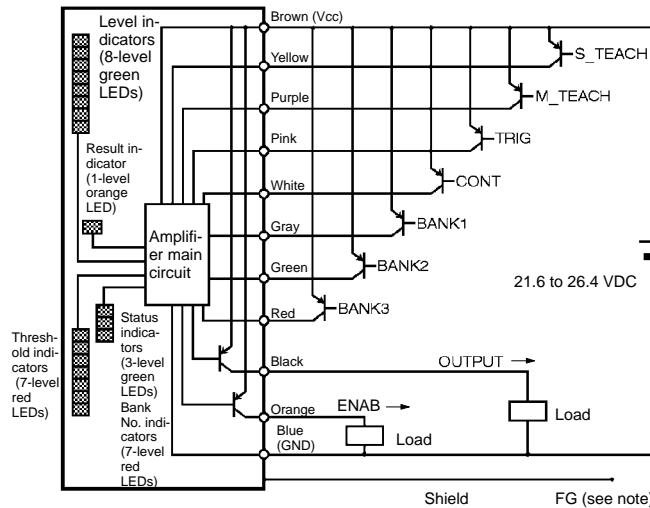 Level in-
dicators
(8-level
green
LEDs)
Result in-
dicator
(1-level
orange
LED)
Amplifi-
er main
circuit
Thresh-
old indi-
cators
(7-level
red
LEDs)
Status
indica-
tors
(3-level
green
LEDs)
Bank
No. indi-
cators
(7-level
red
LEDs)
Brown (Vcc)
Yellow
S_TEACH
Purple
M_TEACH
Pink
TRIG
White
CONT
Gray
BANK1
Green
BANK2
21.6 to 26.4 VDC
Red
BANK3
Black
OUTPUT
Load
Orange
ENAB
Load
Blue
(GND)
Shield
FG (see note)